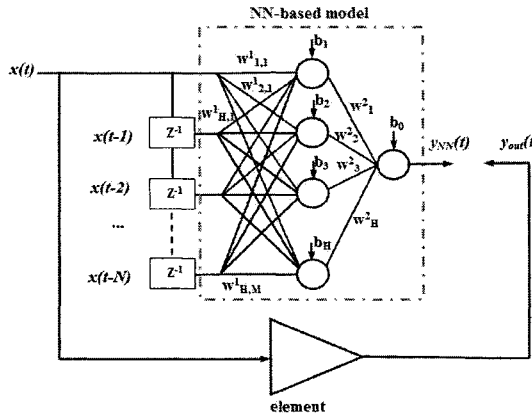 NN-based model
b₁
x(t)
w¹₁,₁
w¹₂,₁
w²₁
w¹H,1
b₂
w²₂
b₀
x(t-1)
Z⁻¹
yNN(t)
yout(t
b₃
w²₃
x(t-2)
Z⁻¹
...
bH
w²H
x(t-N)
Z⁻¹
w¹H,M
element